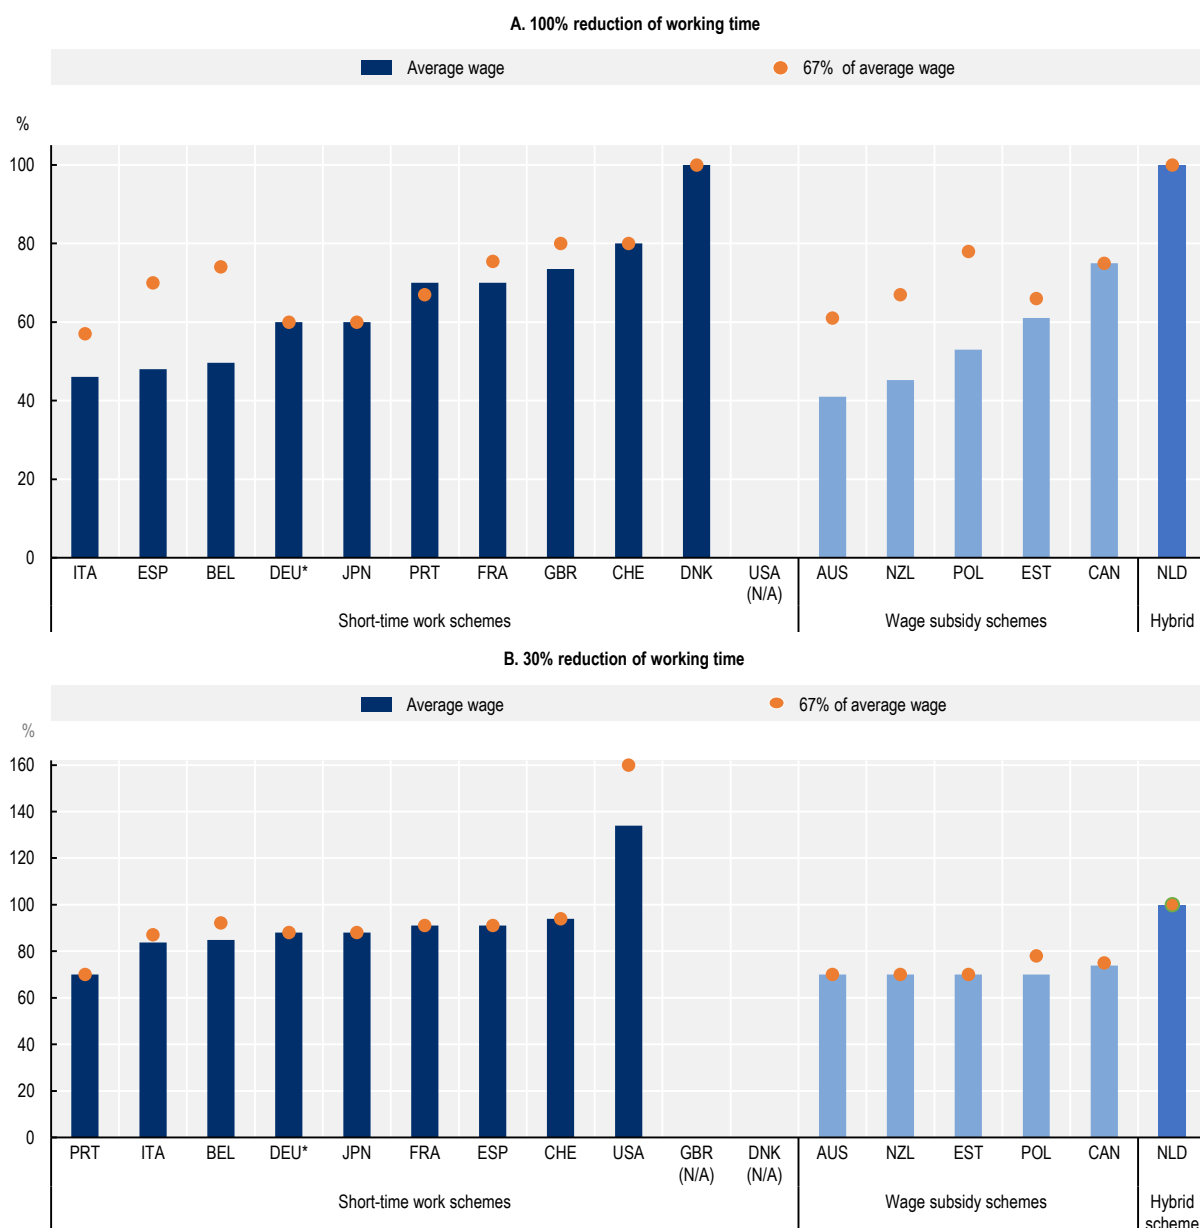 A. 100% reduction of working time
Average wage
67% of average wage
%
100
80
60
40
20
0
ITA ESP BEL DEU* JPN PRT FRA GBR CHE DNK USA AUS NZL POL EST CAN NLD
(N/A)
Short-time work schemes Wage subsidy schemes Hybrid
B. 30% reduction of working time
Average wage
67% of average wage
%
160
140
120
100
80
60
40
20
0
PRT ITA BEL DEU* JPN FRA ESP CHE USA GBR DNK AUS NZL EST POL CAN NLD
(N/A) (N/A)
Short-time work schemes Wage subsidy schemes Hybrid
scheme